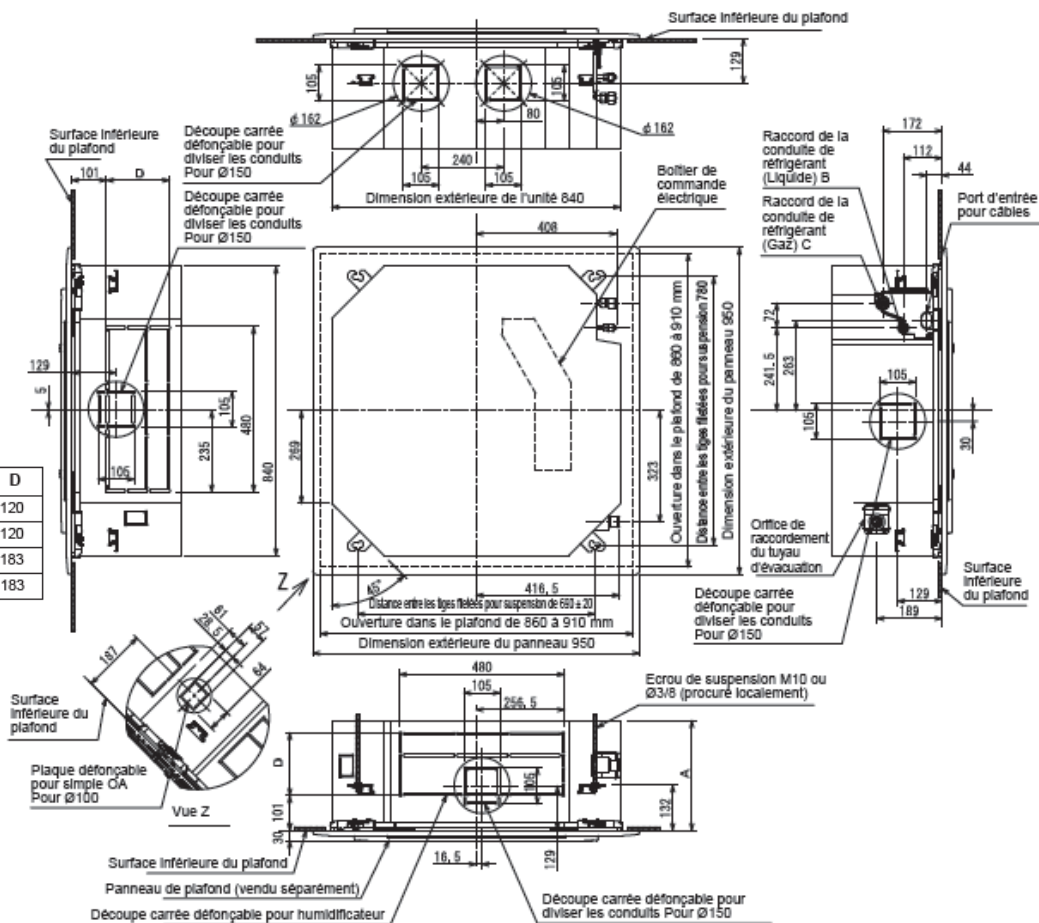 Surface Inférieure du plafond
129
105
105
ϕ 162
80
ϕ 162
240
105
105
Dimension extérieure de l'unité 840
Découpe carrée
défonçable pour
diviser les conduits
Pour Ø150
Surface Inférieure
du plafond
101
D
Découpe carrée
défonçable pour
diviser les conduits
Pour Ø150
129
5
105
105
480
235
840
D
120
120
183
183
Boîtier de
commande
électrique
408
269
323
Ouverture dans le plafond de 860 à 910 mm
Distance entre les tiges filetées pour suspension 780
Dimension extérieure du panneau 950
Z
45°
416, 5
Distance entre les tiges filetées pour suspension de 690 ± 20
Ouverture dans le plafond de 860 à 910 mm
Dimension extérieure du panneau 950
Raccord de la
conduite de
réfrigérant
(Liquide) B
Raccord de la
conduite de
réfrigérant
(Gaz) C
172
112
44
Port d'entrée
pour câbles
72
241, 5
263
105
105
30
Orifice de
raccordement
du tuyau
d'évacuation
Découpe carrée
défonçable pour
diviser les conduits
Pour Ø150
129
189
Surface
Inférieure
du plafond
61
28, 5
57
64
187
Surface
Inférieure du
plafond
Plaque défonçable
pour simple OA
Pour Ø100
Vue Z
480
105
256, 5
Ecrou de suspension M10 ou
Ø3/8 (procuré localement)
D
101
30
105
A
132
129
16, 5
Surface Inférieure du plafond
Panneau de plafond (vendu séparément)
Découpe carrée défonçable pour humidificateur
Découpe carrée défonçable pour
diviser les conduits Pour Ø150